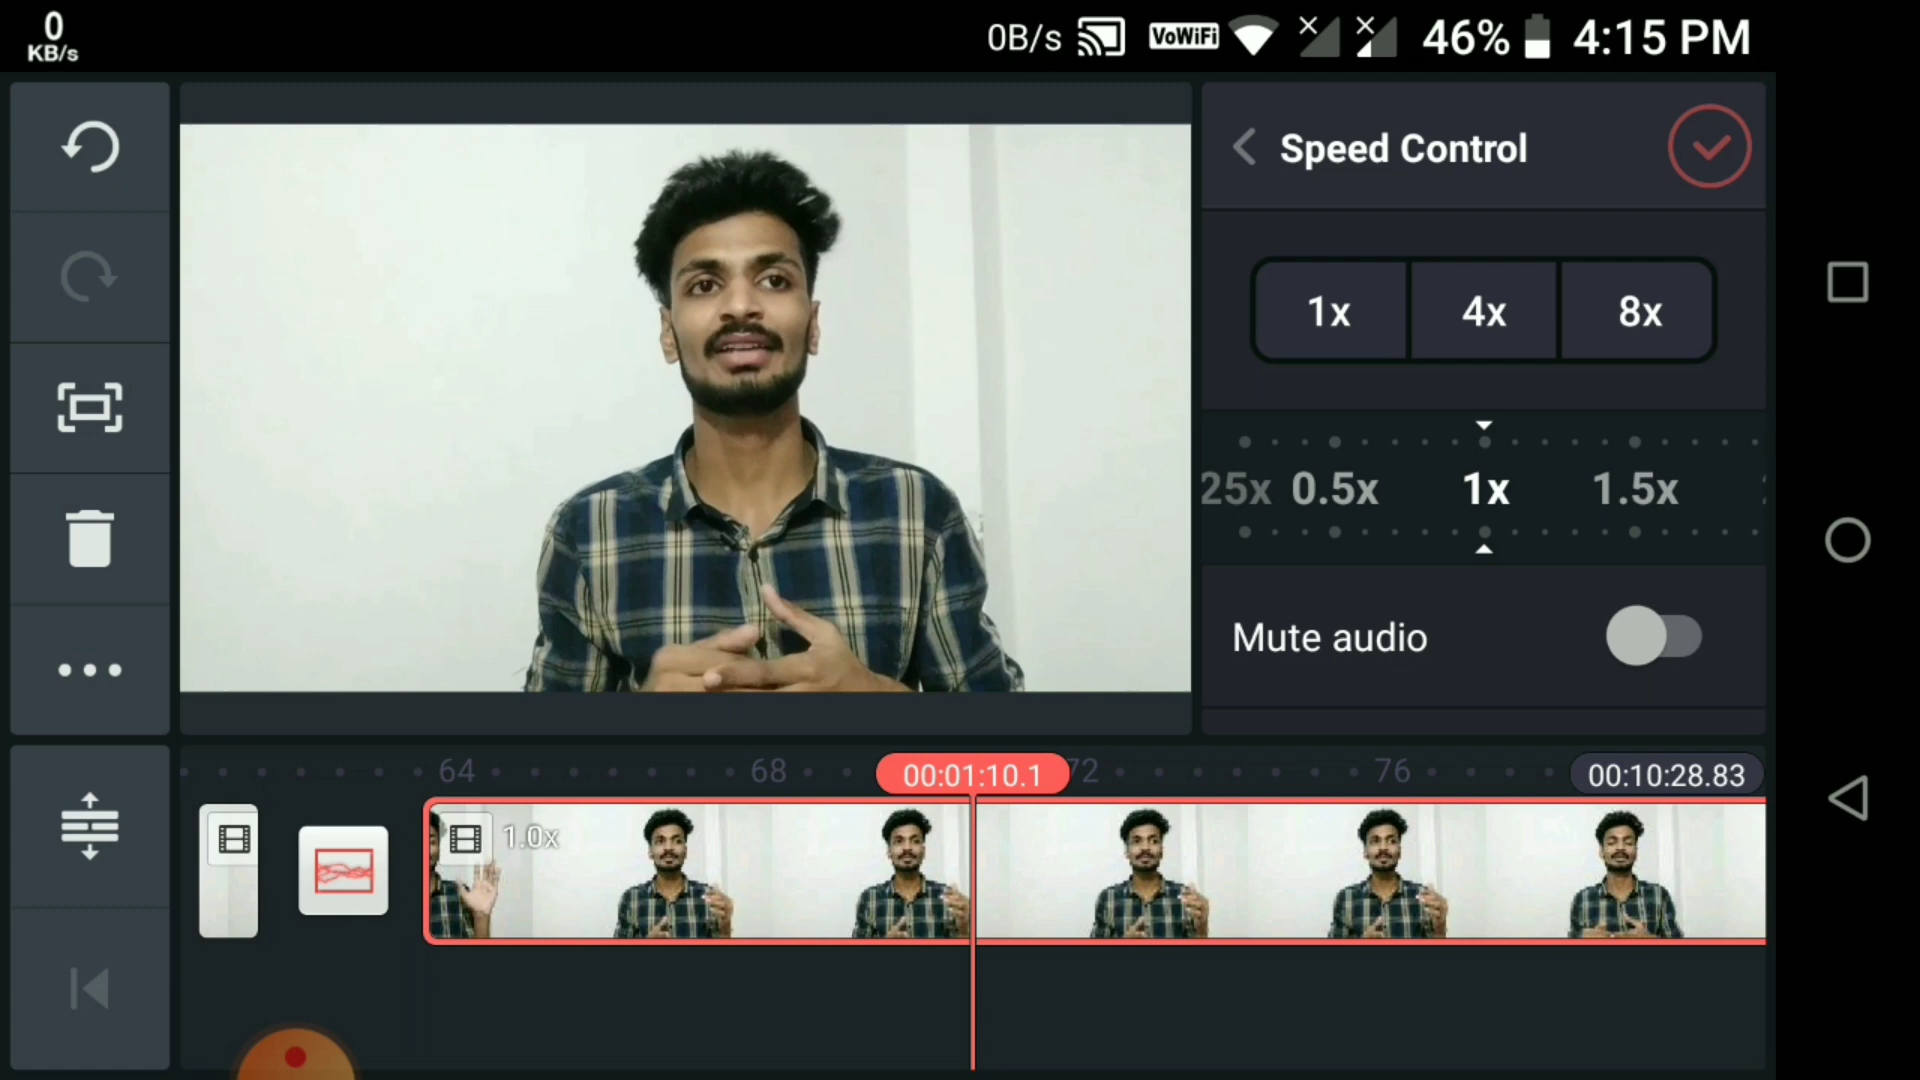 0
KB/s
0B/s VoWiFi 46% 4:15 PM
Speed Control
1x 4x 8x
25x 0.5x 1x 1.5x
Mute audio
64 68 00:01:10.1 72 76 00:10:28.83
1.0x